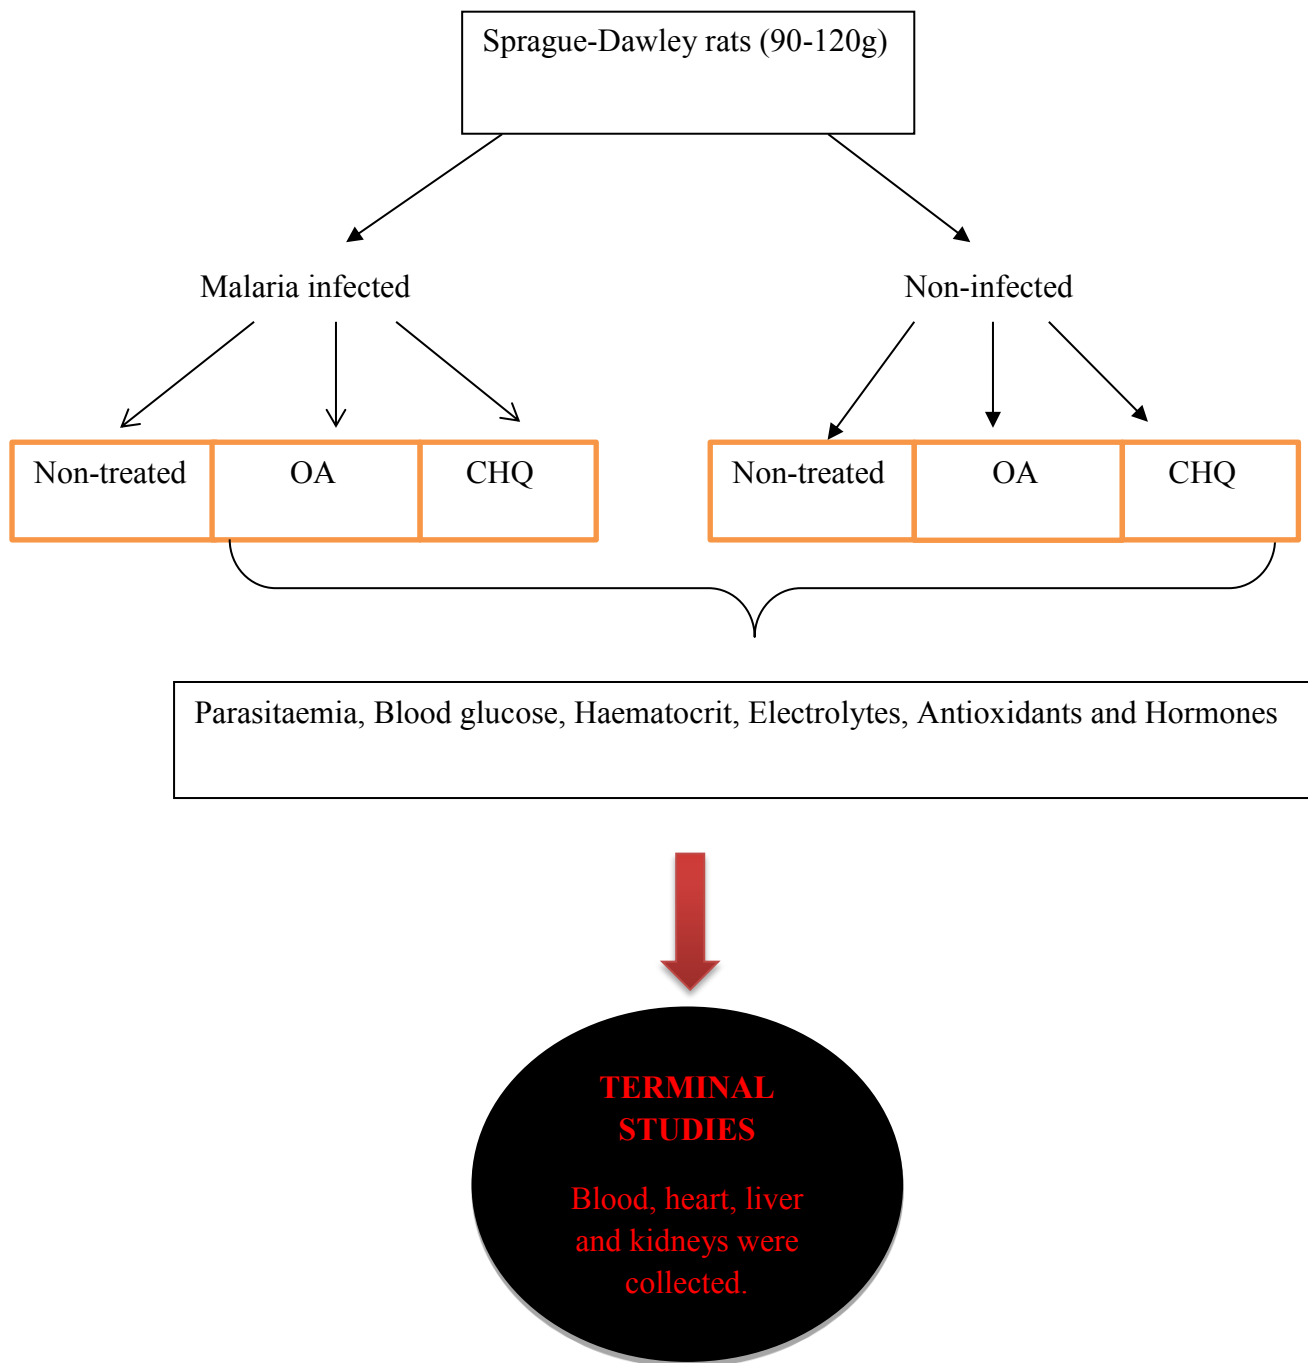 Sprague-Dawley rats (90-120g)
Malaria infected
Non-infected
Non-treated
OA
CHQ
Non-treated
OA
CHQ
Parasitaemia, Blood glucose, Haematocrit, Electrolytes, Antioxidants and Hormones
TERMINAL
STUDIES
Blood, heart, liver
and kidneys were
collected.